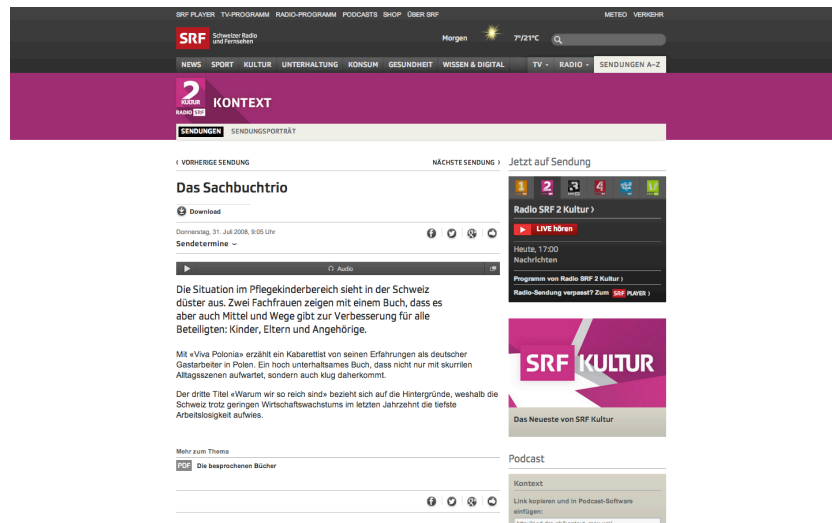 SRF PLAYER TV-PROGRAMM RADIO-PROGRAMM PODCASTS SHOP ÜBER SRF METEO VERKEHR
SRF Schweizer Radio und Fernsehen
Morgen 7°/21°C
NEWS SPORT KULTUR UNTERHALTUNG KONSUM GESUNDHEIT WISSEN & DIGITAL TV RADIO SENDUNGEN A–Z
2 KULTUR
RADIO SRF
KONTEXT
SENDUNGEN SENDUNGSPORTRÄT
‹ VORHERIGE SENDUNG NÄCHSTE SENDUNG ›
Das Sachbuchtrio
Download
Donnerstag, 31. Juli 2008, 9:05 Uhr
Sendetermine
Audio
Die Situation im Pflegekinderbereich sieht in der Schweiz
düster aus. Zwei Fachfrauen zeigen mit einem Buch, dass es
aber auch Mittel und Wege gibt zur Verbesserung für alle
Beteiligten: Kinder, Eltern und Angehörige.
Mit «Viva Polonia» erzählt ein Kabarettist von seinen Erfahrungen als deutscher
Gastarbeiter in Polen. Ein hoch unterhaltsames Buch, dass nicht nur mit skurrilen
Alltagsszenen aufwartet, sondern auch klug daherkommt.
Der dritte Titel «Warum wir so reich sind» bezieht sich auf die Hintergründe, weshalb die
Schweiz trotz geringen Wirtschaftswachstums im letzten Jahrzehnt die tiefste
Arbeitslosigkeit aufwies.
Mehr zum Thema
PDF Die besprochenen Bücher
Jetzt auf Sendung
1 2 3 4
Radio SRF 2 Kultur ›
LIVE hören
Heute, 17:00
Nachrichten
Programm von Radio SRF 2 Kultur ›
Radio-Sendung verpasst? Zum SRF PLAYER ›
SRF KULTUR
Das Neueste von SRF Kultur
Podcast
Kontext
Link kopieren und in Podcast-Software
einfügen: